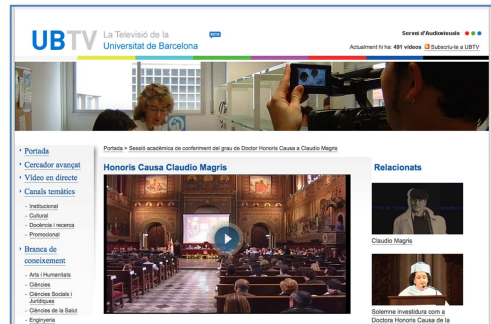 UBTV
La Televisió de la
Universitat de Barcelona
BETA
Servei d'Audiovisuals
Actualment hi ha: 491 vídeos Subscriu-te a UBTV
Portada > Sessió acadèmica de conferiment del grau de Doctor Honoris Causa a Claudio Magris
Portada
Cercador avançat
Vídeo en directe
Canals temàtics
- Institucional
- Cultural
- Docència i recerca
- Promocional
Branca de
coneixement
- Arts i Humanitats
- Ciències
- Ciències Socials i
Jurídiques
- Ciències de la Salut
- Enginyeria
Honoris Causa Claudio Magris
Relacionats
Claudio Magris
Solemne investidura com a
Doctora Honoris Causa de la